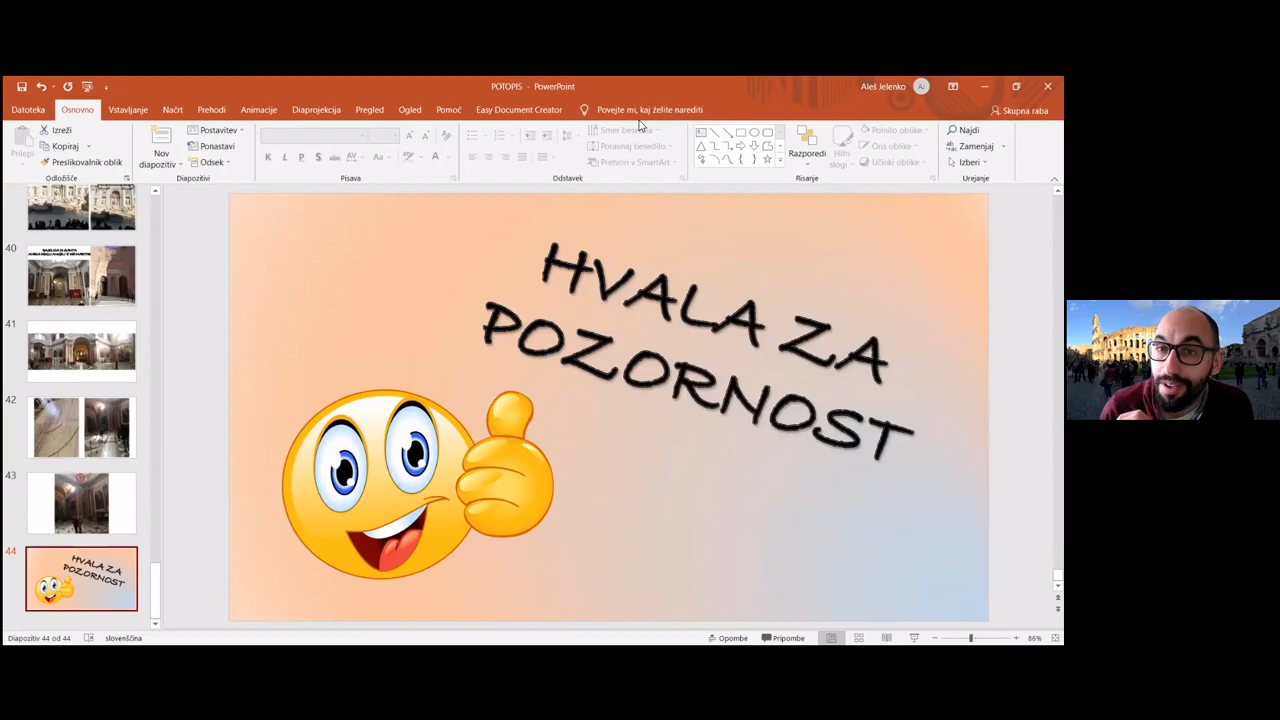 POTOPIS - PowerPoint
Aleš Jelenko
AJ
Datoteka Osnovno Vstavljanje Načrt Prehodi Animacije Diaprojekcija Pregled Ogled Pomoč Easy Document Creator Povejte mi, kaj želite narediti Skupna raba
Prilepi
Izreži
Kopiraj
Preslikovalnik oblik
Odložišče
Nov diapozitiv
Postavitev
Ponastavi
Odsek
Diapozitivi
K L P S abc AV Aa A
Pisava
Smer besedila
Poravnaj besedilo
Pretvori v SmartArt
Odstavek
Razporedi
Hitri slogi
Polnilo oblike
Oris oblike
Učinki oblike
Risanje
Najdi
Zamenjaj
Izberi
Urejanje
40
41
42
43
44
HVALA ZA
POZORNOST
HVALA ZA
POZORNOST
Diapozitiv 44 od 44 slovenščina
Opombe Pripombe 86%